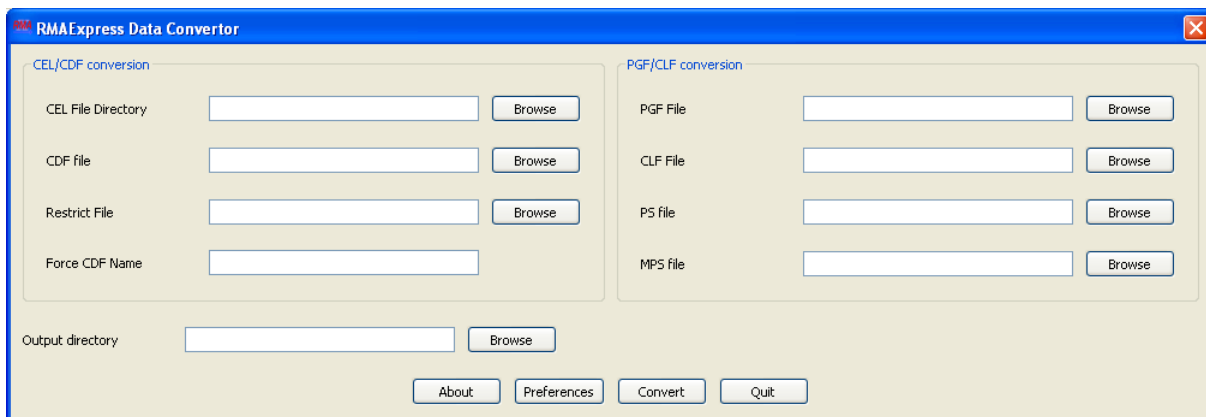 RMAExpress Data Convertor
CEL/CDF conversion
CEL File Directory Browse
CDF file Browse
Restrict File Browse
Force CDF Name
PGF/CLF conversion
PGF File Browse
CLF File Browse
PS file Browse
MPS file Browse
Output directory Browse
About Preferences Convert Quit